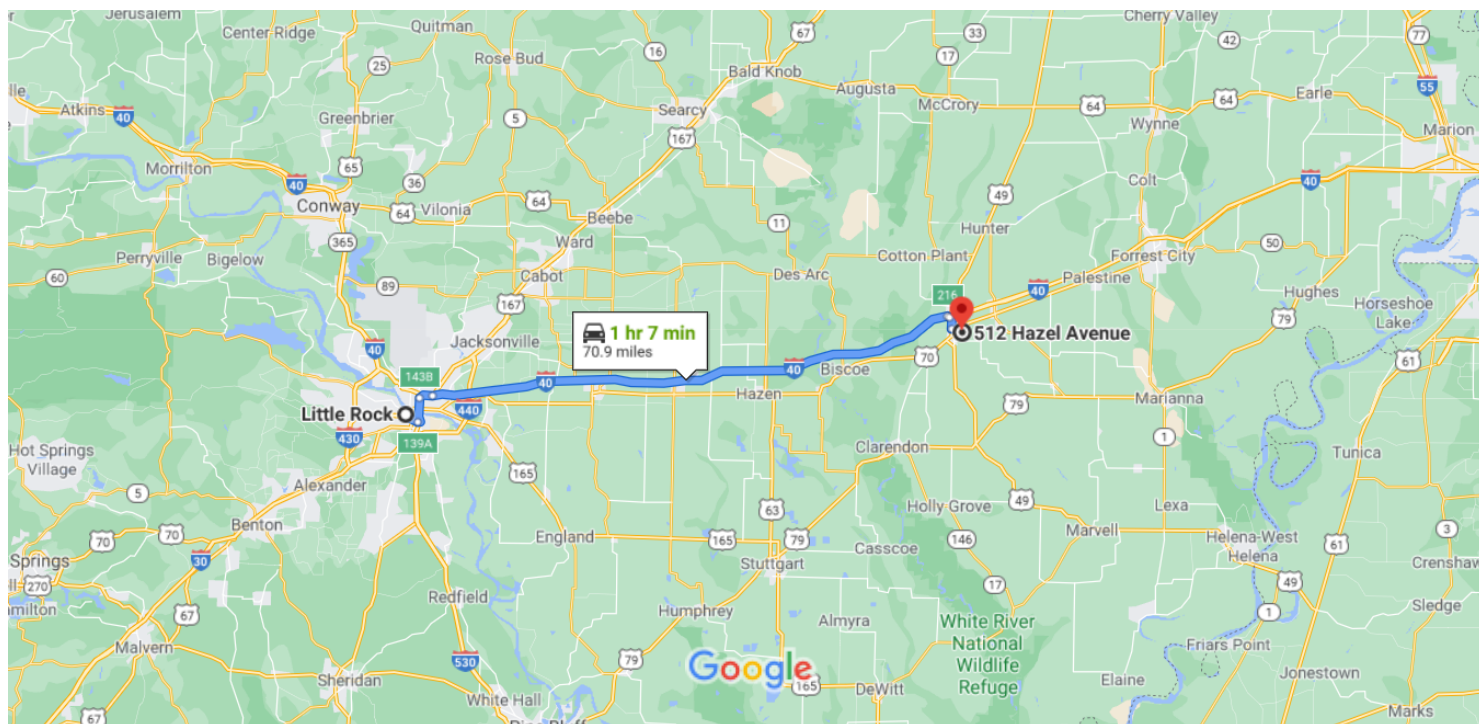 Jerusalem
Center Ridge
Quitman
Rose Bud
16
67
Bald Knob
33
17
Cherry Valley
42
77
25
5
Augusta
McCrory
64
64
Earle
55
Atkins
40
Greenbrier
Searcy
167
Wynne
Marion
Morrilton
65
36
40
Conway
64
Vilonia
64
Beebe
Colt
40
49
365
11
Hunter
Perryville
Bigelow
Ward
Cotton Plant
Forrest City
50
60
89
Cabot
Des Arc
Palestine
167
216
40
Hughes
Horseshoe
Lake
1 hr 7 min
70.9 miles
512 Hazel Avenue
79
Jacksonville
40
70
61
143B
40
40
Biscoe
Hazen
Little Rock
440
79
Marianna
430
139A
1
Hot Springs
Village
165
Clarendon
Tunica
Alexander
5
Holly Grove
49
Lexa
Benton
63
70
70
England
165
79
146
Marvell
Helena-West
Helena
61
3
Springs
30
Casscoe
270
Stuttgart
17
49
Crenshaw
67
Redfield
Humphrey
Almyra
White River
National
Wildlife
Refuge
1
Sledge
Malvern
Friars Point
530
79
Google
Elaine
Jonestown
Sheridan
White Hall
165
DeWitt
67
Marks